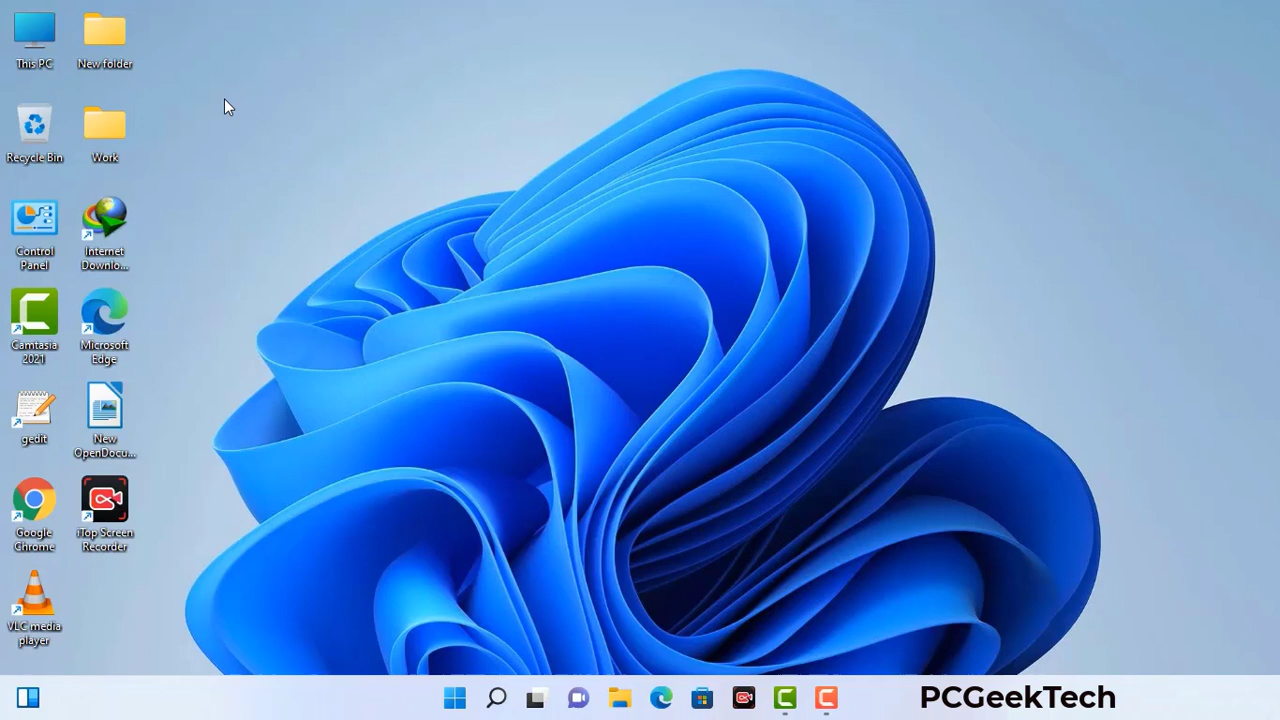 This PC
New folder
Recycle Bin
Work
Control
Panel
Internet
Downlo...
Camtasia
2021
Microsoft
Edge
gedit
New
OpenDocu...
Google
Chrome
iTop Screen
Recorder
VLC media
player
PCGeekTech